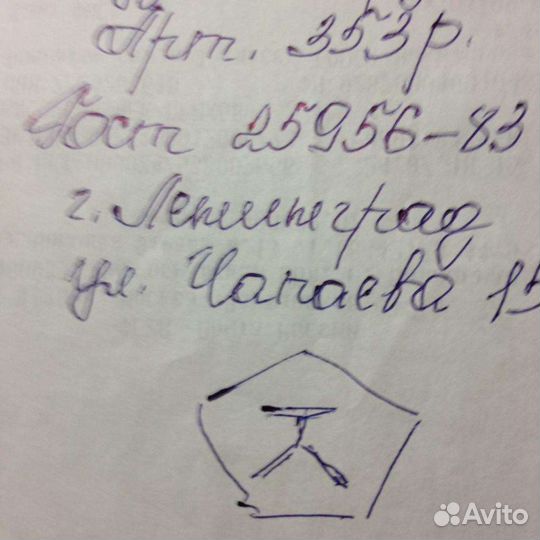 Арт. 353р.
Гост 25956-83
г. Ленинград
ул. Чапаева 15
Avito